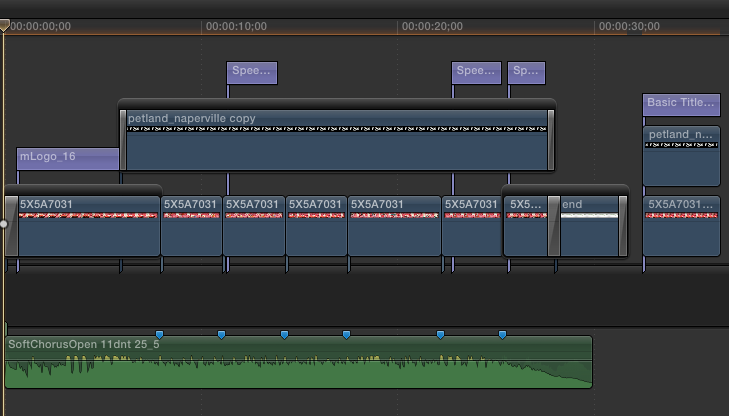 00:00:00;00 00:00:10;00 00:00:20;00 00:00:30;00
Spee... Spee... Sp...
Basic Title...
petland_naperville copy
petland_n...
mLogo_16
5X5A7031 5X5A7031 5X5A7031 5X5A7031 5X5A7031 5X5A7031 5X5... end 5X5A7031...
SoftChorusOpen 11dnt 25_5